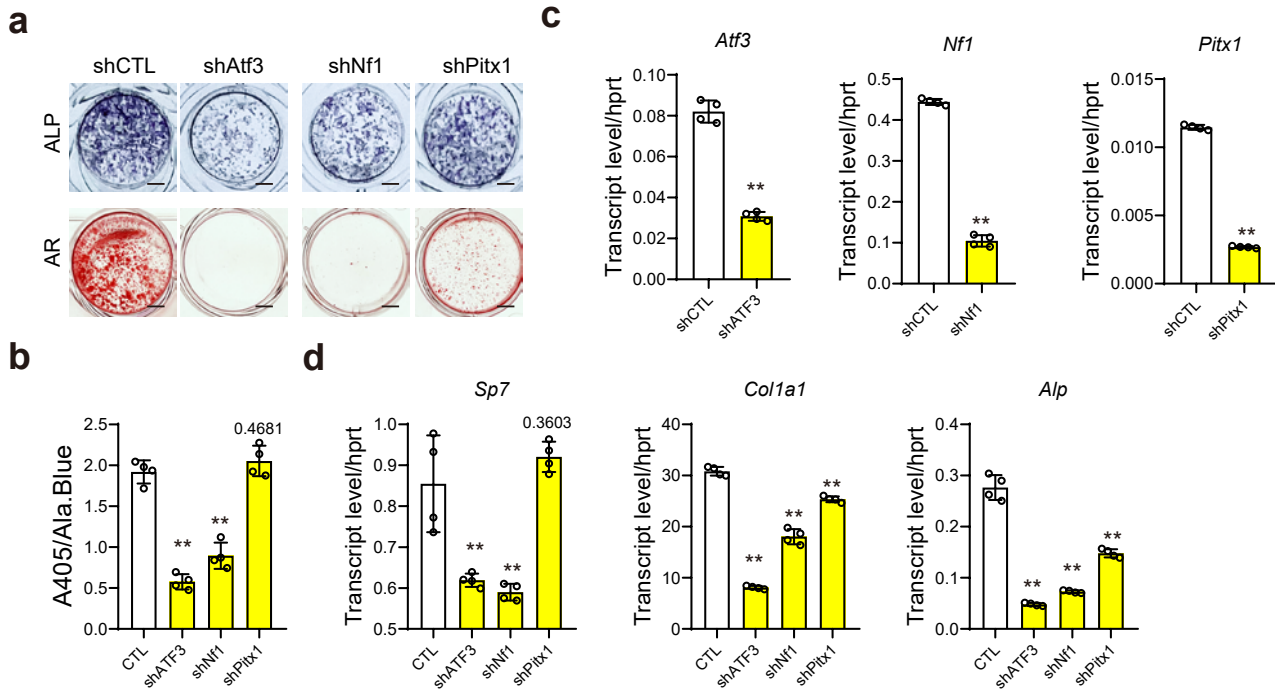 a
shCTL shAtf3 shNf1 shPitx1
ALP
AR
b
A405/Ala.Blue
2.5
2.0
1.5
1.0
0.5
0.0
**
**
0.4681
CTL
shATF3
shNf1
shPitx1
c
Atf3
Transcript level/hprt
0.10
0.08
0.06
0.04
0.02
0.00
**
shCTL
shATF3
Nf1
Transcript level/hprt
0.5
0.4
0.3
0.2
0.1
0.0
**
shCTL
shNf1
Pitx1
Transcript level/hprt
0.015
0.010
0.005
0.000
**
shCTL
shPitx1
d
Sp7
Transcript level/hprt
1.0
0.9
0.8
0.7
0.6
0.5
**
**
0.3603
CTL
shATF3
shNf1
shPitx1
Col1a1
Transcript level/hprt
40
30
20
10
0
**
**
**
CTL
shATF3
shNf1
shPitx1
Alp
Transcript level/hprt
0.4
0.3
0.2
0.1
0.0
**
**
**
CTL
shATF3
shNf1
shPitx1